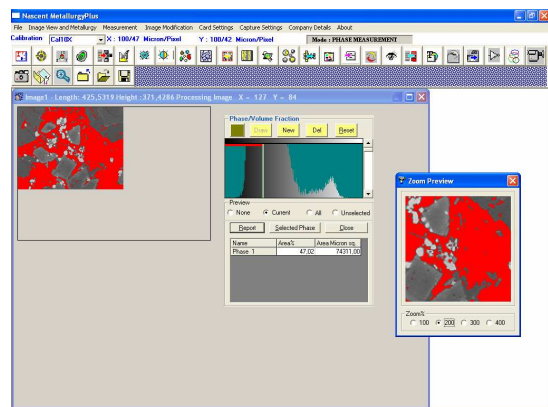 Nascent MetallurgyPlus
File Image View and Metallurgy Measurement Image Modification Card Settings Capture Settings Company Details About
Calibration Cal10X X : 100/47 Micron/Pixel Y : 100/42 Micron/Pixel Mode : PHASE MEASUREMENT
Image1 - Length: 425,5319 Height :371,4286 Processing Image X - 127 Y - 84
Phase/Volume Fraction
Draw New Del Reset
Preview
None Current All Unselected
Report Selected Phase Close
Name Area% Area Micron sq.
Phase 1 47,02 74311,00
Zoom Preview
Zoom%
100 200 300 400